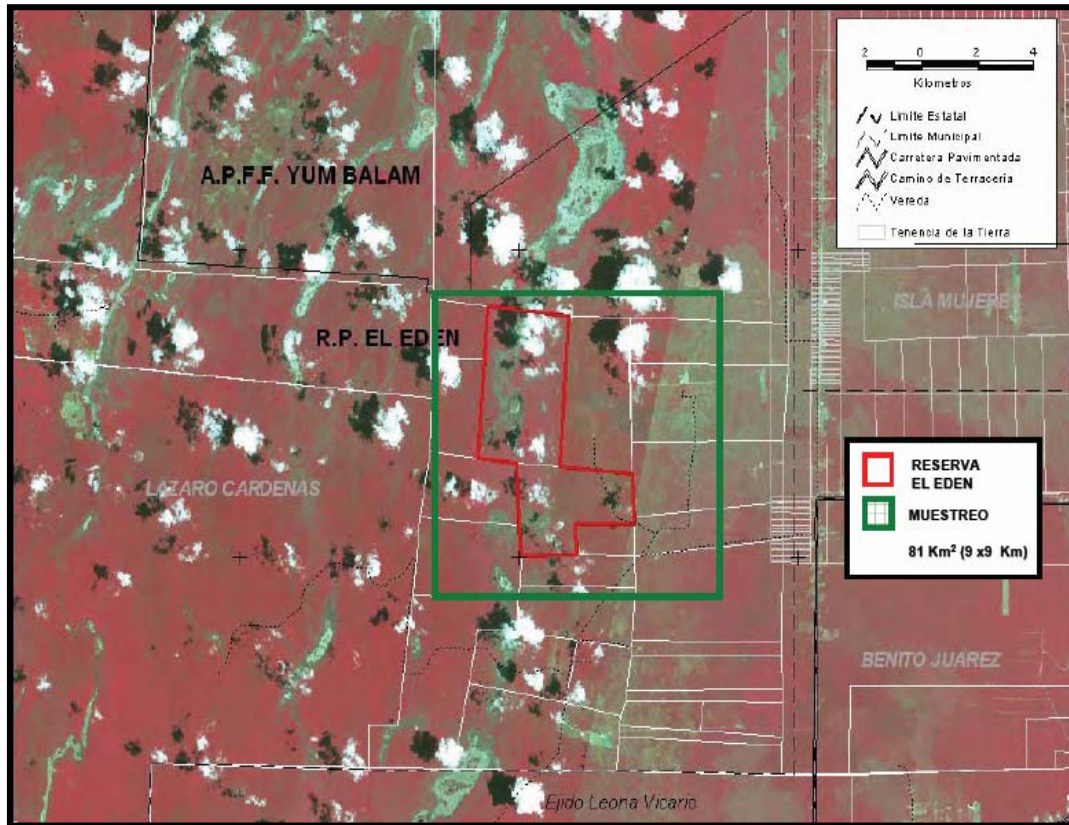 2 0 2 4
Kilometros
Limite Estatal
Limite Municipal
Carretera Pavimentada
Camino de Terraceria
Vereda
Tenencia de la Tierra
A.P.F.F. YUM BALAM
ISLA MUJERES
R.P. EL EDEN
RESERVA
EL EDEN
MUESTREO
81 Km² (9 x9 Km)
LAZARO CARDENAS
BENITO JUAREZ
Ejido Leona Vicario